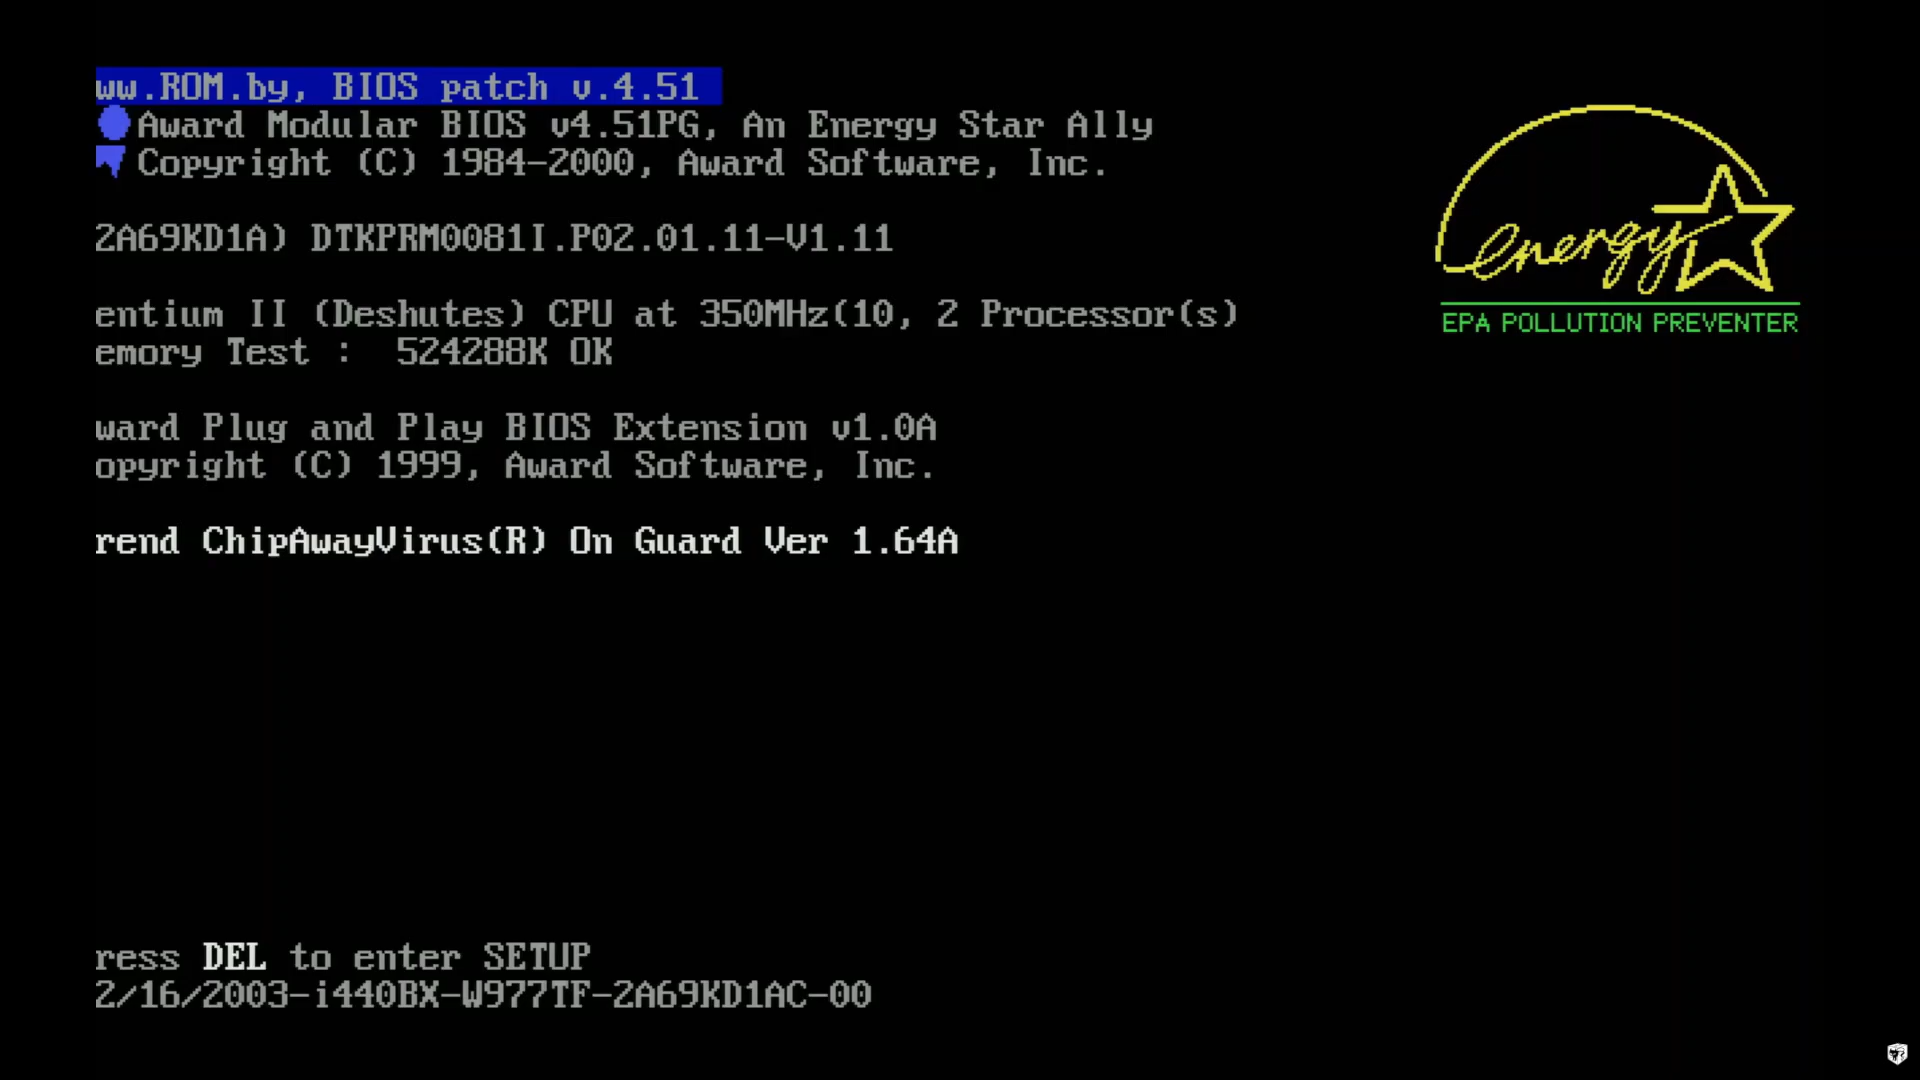 ww.ROM.by, BIOS patch v.4.51
Award Modular BIOS v4.51PG, An Energy Star Ally
Copyright (C) 1984-2000, Award Software, Inc.
2A69KD1A) DTKPRM0081I.P02.01.11-V1.11
entium II (Deshutes) CPU at 350MHz(10, 2 Processor(s)
emory Test :  524288K OK
ward Plug and Play BIOS Extension v1.0A
opyright (C) 1999, Award Software, Inc.
rend ChipAwayVirus(R) On Guard Ver 1.64A
energy
EPA POLLUTION PREVENTER
ress DEL to enter SETUP
2/16/2003-i440BX-W977TF-2A69KD1AC-00